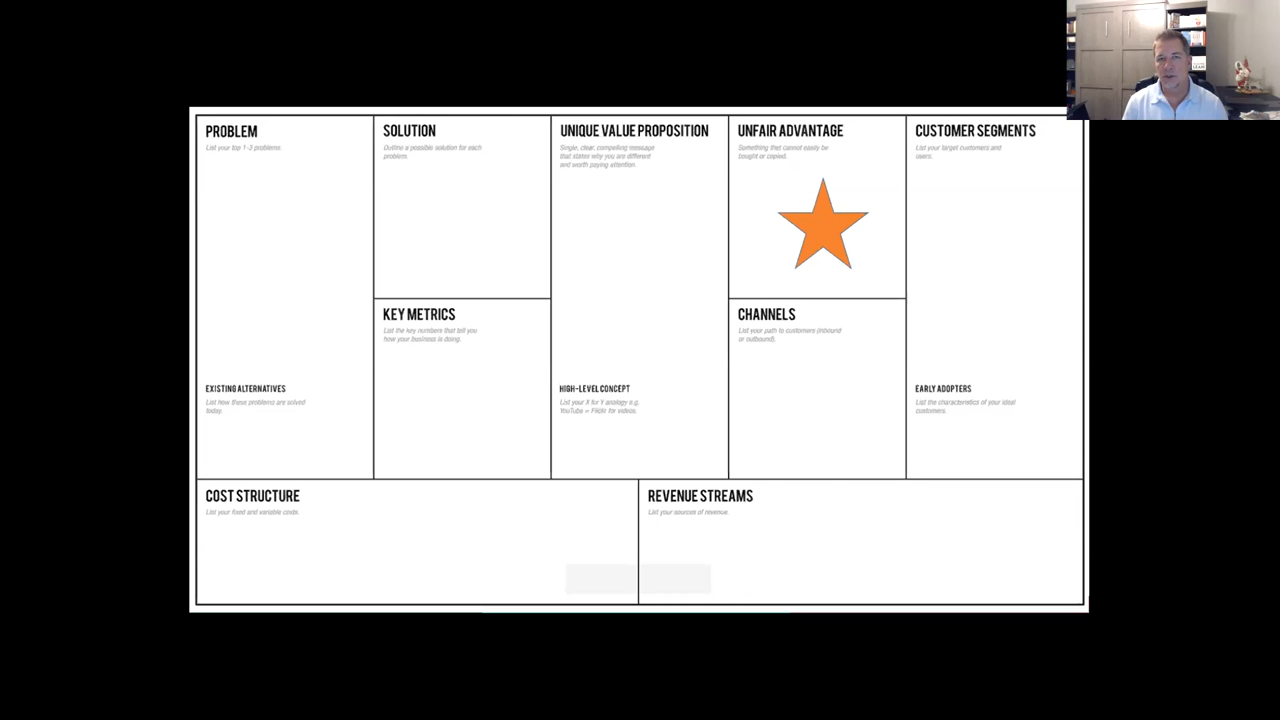 PROBLEM
List your top 1-3 problems.
EXISTING ALTERNATIVES
List how these problems are solved
today.
SOLUTION
Outline a possible solution for each
problem.
KEY METRICS
List the key numbers that tell you
how your business is doing.
UNIQUE VALUE PROPOSITION
Single, clear, compelling message
that states why you are different
and worth paying attention.
HIGH-LEVEL CONCEPT
List your X for Y analogy e.g.
YouTube = Flickr for videos.
UNFAIR ADVANTAGE
Something that cannot easily be
bought or copied.
CHANNELS
List your path to customers (inbound
or outbound).
CUSTOMER SEGMENTS
List your target customers and
users.
EARLY ADOPTERS
List the characteristics of your ideal
customers.
COST STRUCTURE
List your fixed and variable costs.
REVENUE STREAMS
List your sources of revenue.
LEAN